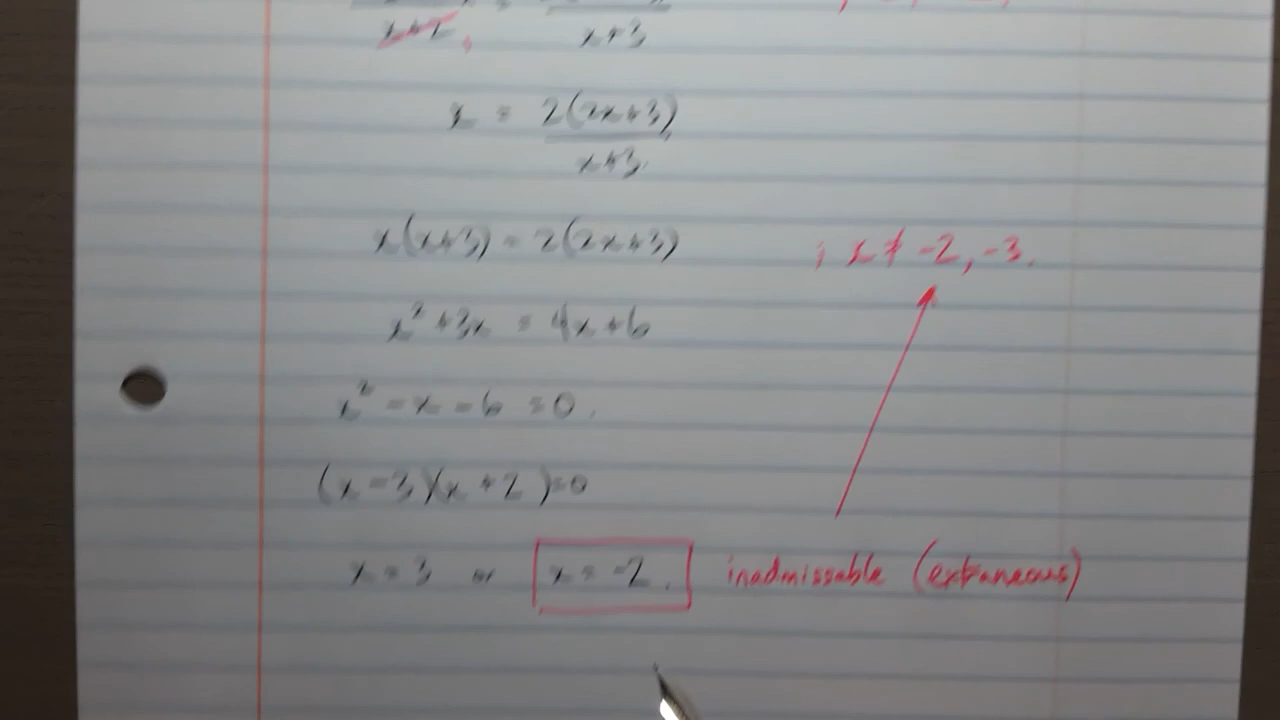 x+2 x+3
x = 2(2x+3)
x+3
x(x+3) = 2(2x+3) ; x ≠ -2, -3.
x² + 3x = 4x + 6
x² - x - 6 = 0.
(x - 3)(x + 2) = 0
x = 3 or x = -2. inadmissable (extraneous)